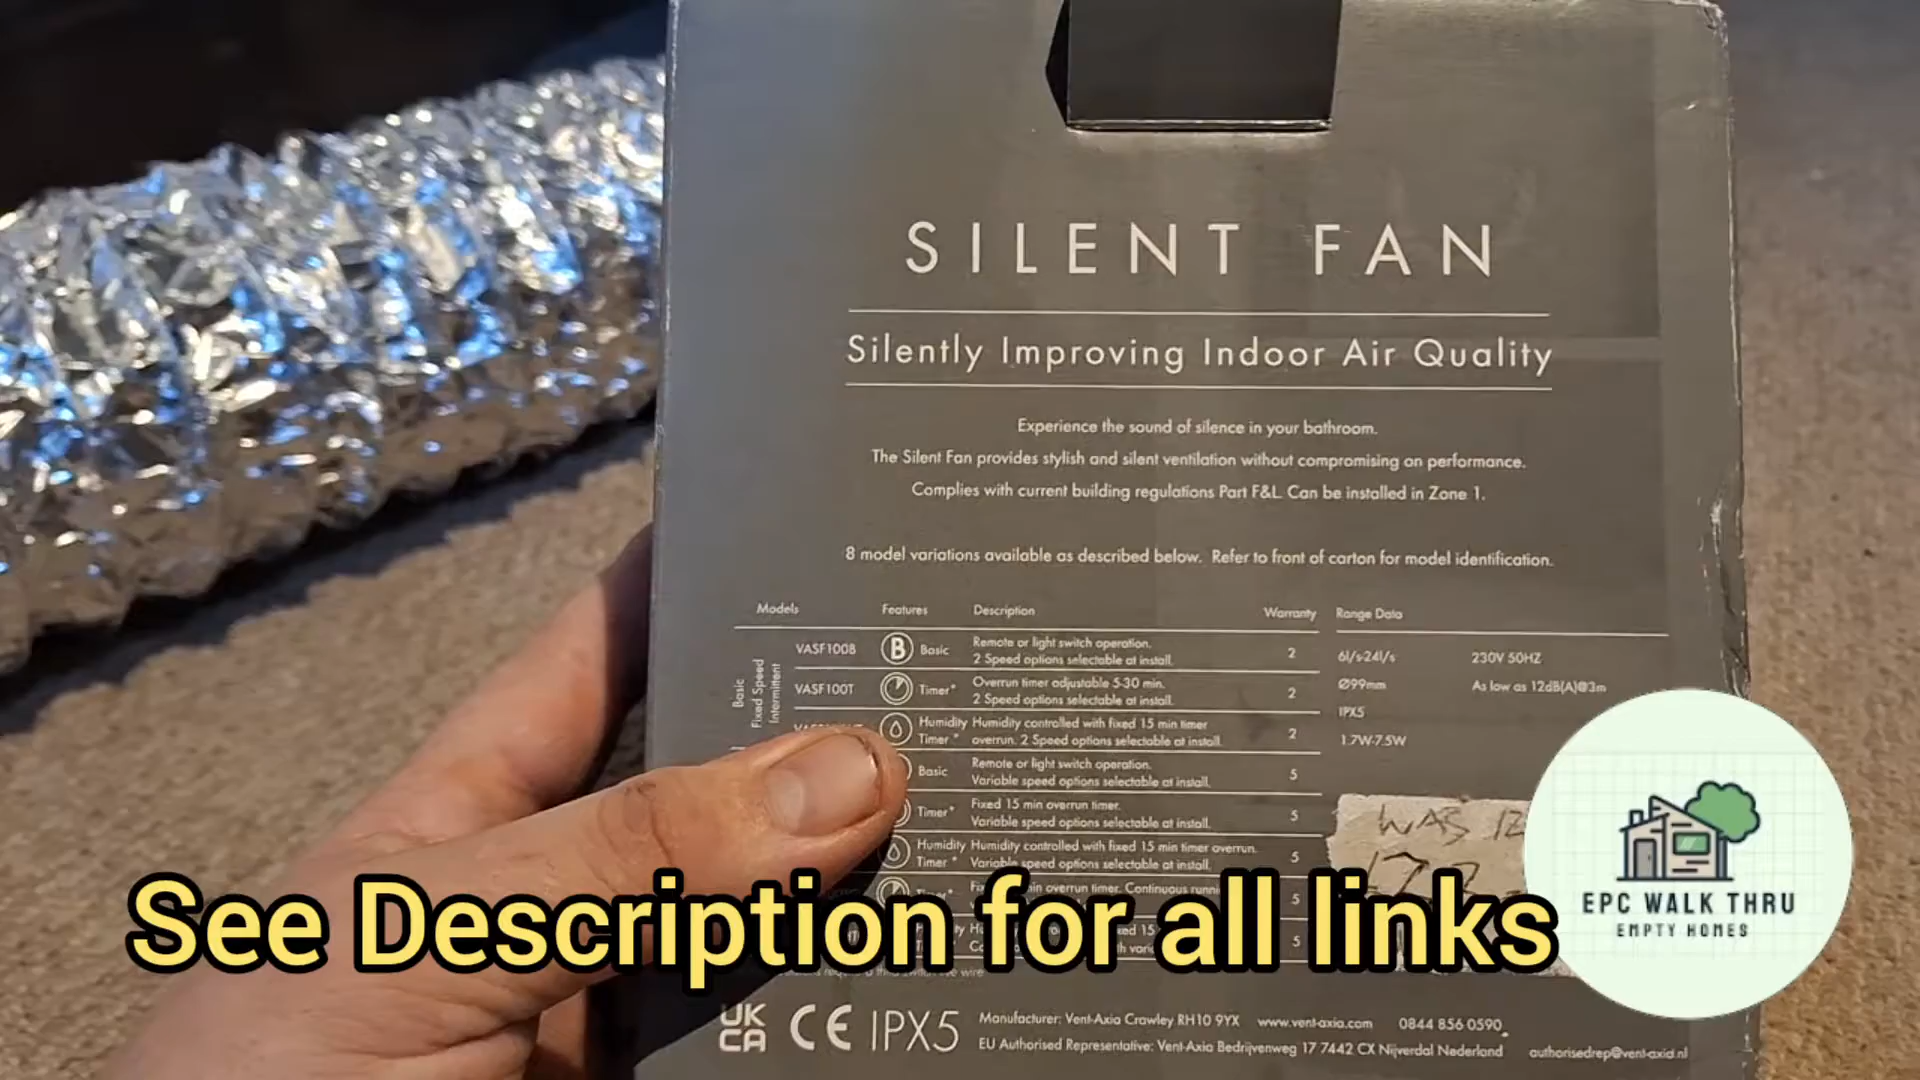 SILENT FAN
Silently Improving Indoor Air Quality
Experience the sound of silence in your bathroom.
The Silent Fan provides stylish and silent ventilation without compromising on performance.
Complies with current building regulations Part F&L. Can be installed in Zone 1.
8 model variations available as described below. Refer to front of carton for model identification.
Models Features Description Warranty Range Data
Basic
Fixed Speed
Intermittent
VASF100B B Basic Remote or light switch operation.
2 Speed options selectable at install. 2
VASF100T Timer* Overrun timer adjustable 5-30 min.
2 Speed options selectable at install. 2
Humidity Timer* Humidity controlled with fixed 15 min timer
overrun. 2 Speed options selectable at install. 2
Basic Remote or light switch operation.
Variable speed options selectable at install. 5
Timer* Fixed 15 min overrun timer.
Variable speed options selectable at install. 5
Humidity Timer* Humidity controlled with fixed 15 min timer overrun.
Variable speed options selectable at install. 5
in overrun timer. Continuous 5
5
6l/s-24l/s 230V 50HZ
Ø99mm As low as 12dB(A)@3m
IPX5
1.7W-7.5W
WAS
See Description for all links
EPC WALK THRU
EMPTY HOMES
UK
CA CE IPX5
Manufacturer: Vent-Axia Crawley RH10 9YX www.vent-axia.com 0844 856 0590
EU Authorised Representative: Vent-Axia Bedrijvenweg 17 7442 CX Nijverdal Nederland authorisedrep@vent-axia.nl